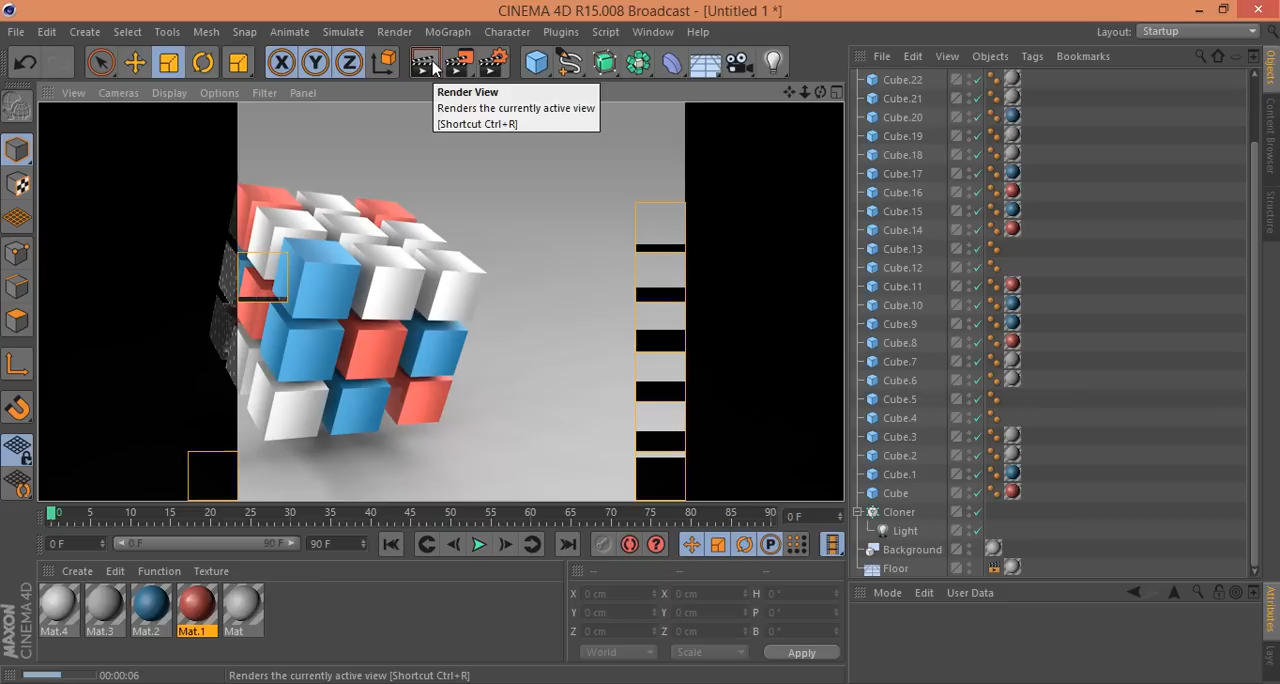 CINEMA 4D R15.008 Broadcast - [Untitled 1 *]
File Edit Create Select Tools Mesh Snap Animate Simulate Render MoGraph Character Plugins Script Window Help
Layout: Startup
X Y Z
File Edit View Objects Tags Bookmarks
View Cameras Display Options Filter Panel
Render View
Renders the currently active view
[Shortcut Ctrl+R]
Cube.22
Cube.21
Cube.20
Cube.19
Cube.18
Cube.17
Cube.16
Cube.15
Cube.14
Cube.13
Cube.12
Cube.11
Cube.10
Cube.9
Cube.8
Cube.7
Cube.6
Cube.5
Cube.4
Cube.3
Cube.2
Cube.1
Cube
Cloner
Light
Background
Floor
Objects
Content Browser
Structure
0 5 10 15 20 25 30 35 40 45 50 55 60 65 70 75 80 85 90 0 F
0 F 0 F 90 F 90 F
P
Create Edit Function Texture
Mat.4 Mat.3 Mat.2 Mat.1 Mat
-- -- --
X 0 cm X 0 cm H 0 °
Y 0 cm Y 0 cm P 0 °
Z 0 cm Z 0 cm B 0 °
World Scale Apply
Mode Edit User Data
Attributes
Laye
MAXON
CINEMA 4D
00:00:06 Renders the currently active view [Shortcut Ctrl+R]